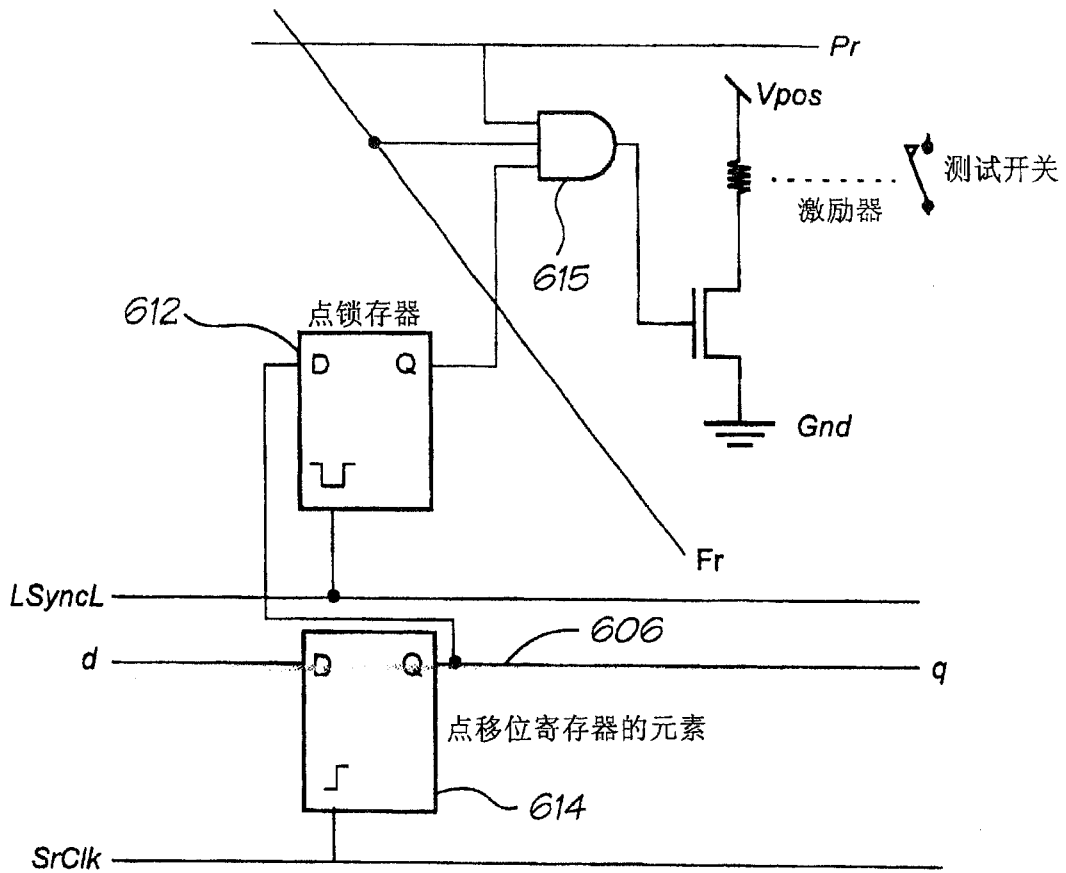 Pr
Vpos
测试开关
激励器
615
612
点锁存器
D Q
Gnd
Fr
LSyncL
606
d
D Q
q
点移位寄存器的元素
614
SrClk